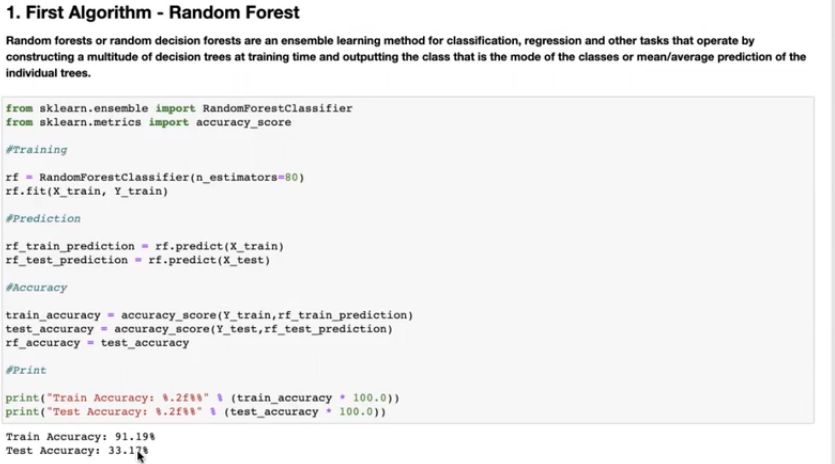 1. First Algorithm - Random Forest
Random forests or random decision forests are an ensemble learning method for classification, regression and other tasks that operate by
constructing a multitude of decision trees at training time and outputting the class that is the mode of the classes or mean/average prediction of the
individual trees.
from sklearn.ensemble import RandomForestClassifier
from sklearn.metrics import accuracy_score
#Training
rf = RandomForestClassifier(n_estimators=80)
rf.fit(X_train, Y_train)
#Prediction
rf_train_prediction = rf.predict(X_train)
rf_test_prediction = rf.predict(X_test)
#Accuracy
train_accuracy = accuracy_score(Y_train,rf_train_prediction)
test_accuracy = accuracy_score(Y_test,rf_test_prediction)
rf_accuracy = test_accuracy
#Print
print("Train Accuracy: %.2f%%" % (train_accuracy * 100.0))
print("Test Accuracy: %.2f%%" % (test_accuracy * 100.0))
Train Accuracy: 91.19%
Test Accuracy: 33.17%